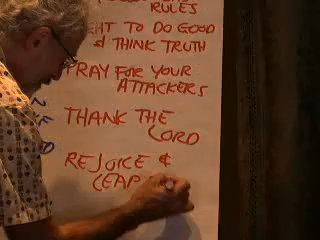 RULES
HT TO DO GOOD
& THINK TRUTH
PRAY FOR YOUR
ATTACKERS
THANK THE
LORD
REJOICE &
LEAP